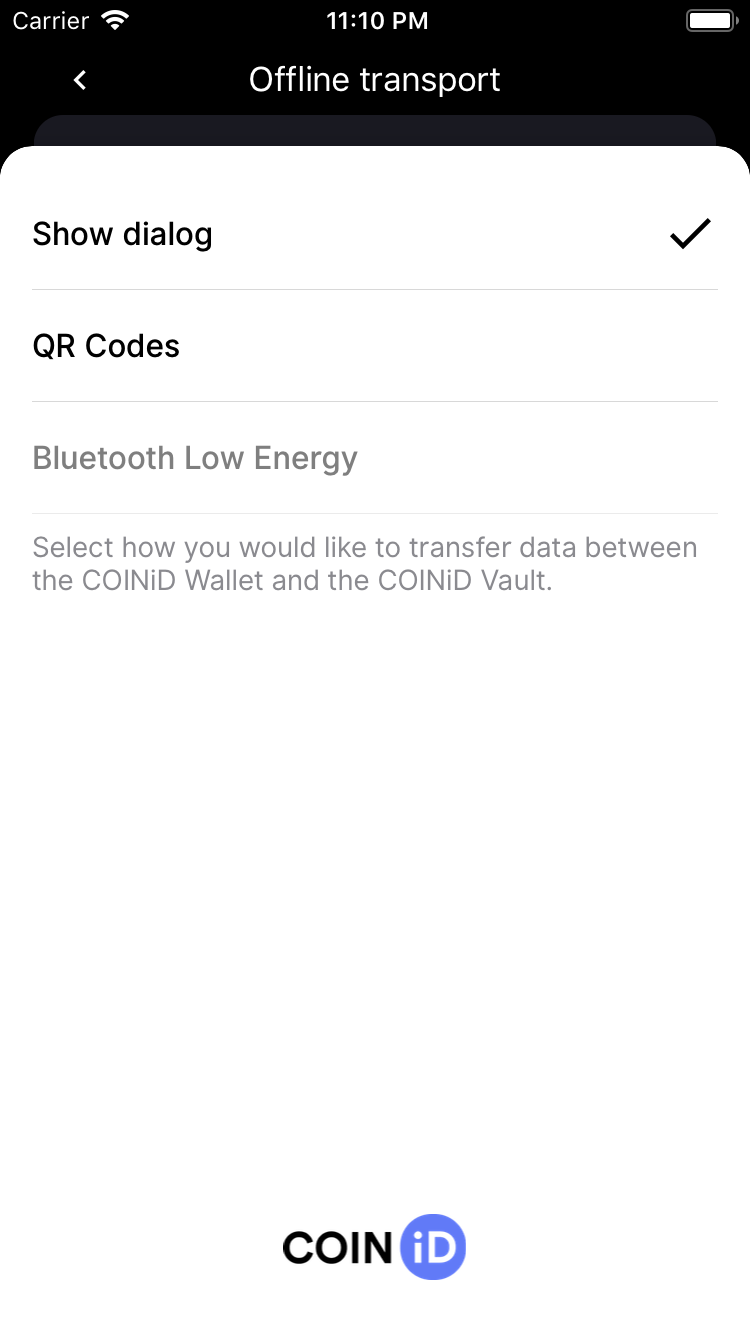 Carrier 11:10 PM
Offline transport
Show dialog
QR Codes
Bluetooth Low Energy
Select how you would like to transfer data between
the COINiD Wallet and the COINiD Vault.
COIN iD